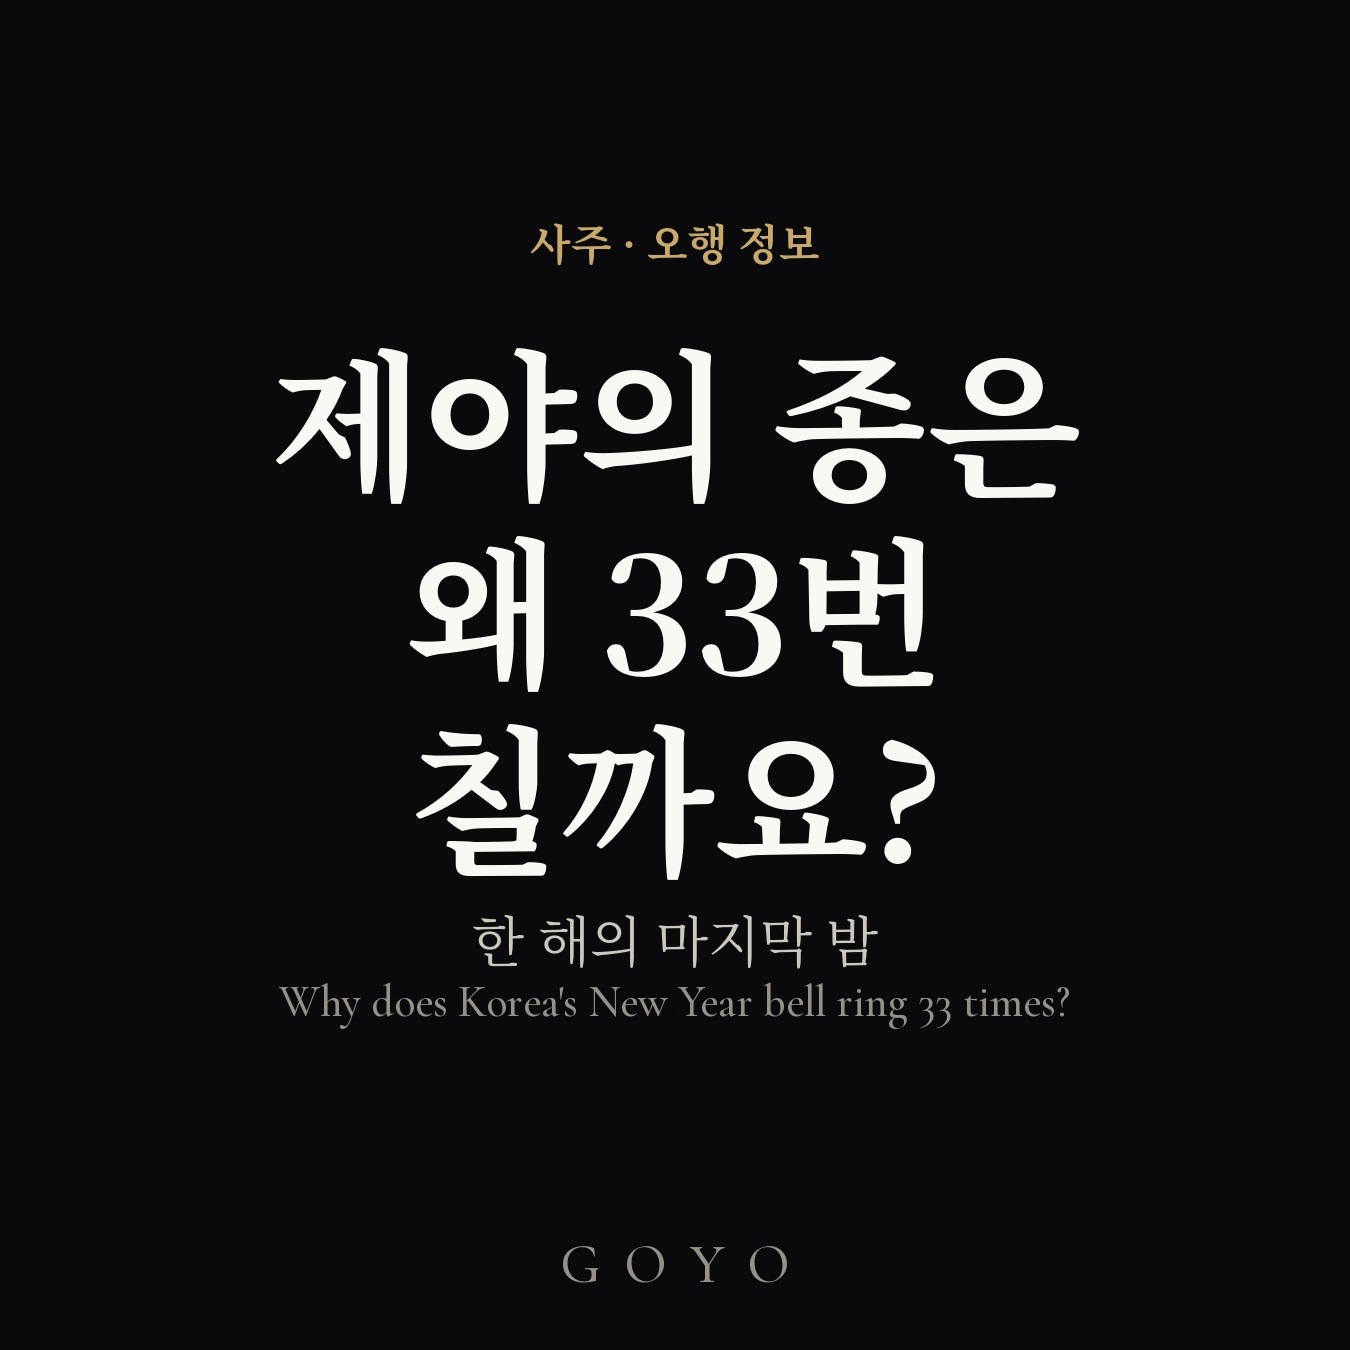 사주 · 오행 정보
제야의 종은
왜 33번
칠까요?
한 해의 마지막 밤
Why does Korea's New Year bell ring 33 times?
GOYO